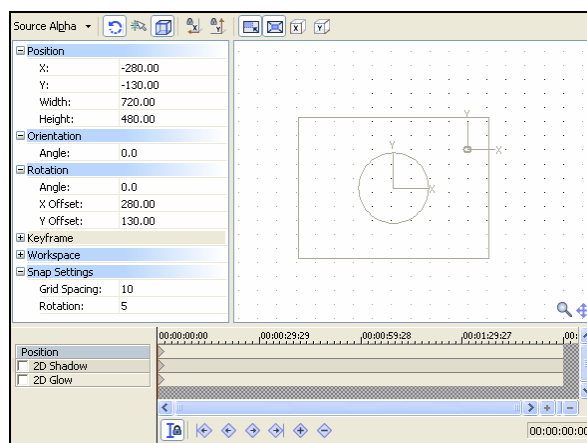 Source Alpha
Position
X: -280.00
Y: -130.00
Width: 720.00
Height: 480.00
Orientation
Angle: 0.0
Rotation
Angle: 0.0
X Offset: 280.00
Y Offset: 130.00
Keyframe
Workspace
Snap Settings
Grid Spacing: 10
Rotation: 5
X
Y
X
Y
Y
X
Y
X
00:00:00:00 00:00:29:29 00:00:59:28 00:01:29:27 00:
Position
2D Shadow
2D Glow
00:00:00:00